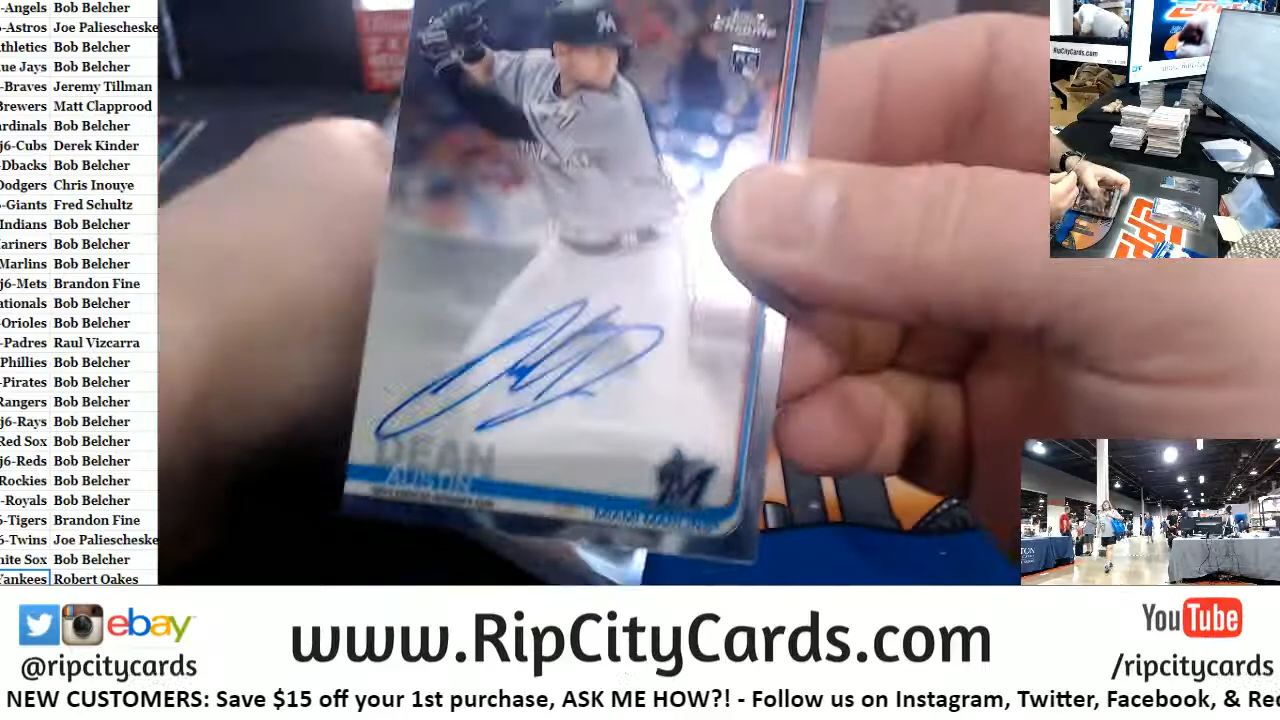 -Angels Bob Belcher
-Astros Joe Paliescheske
thletics Bob Belcher
ue Jays Bob Belcher
-Braves Jeremy Tillman
Brewers Matt Clapprood
ardinals Bob Belcher
j6-Cubs Derek Kinder
-Dbacks Bob Belcher
Dodgers Chris Inouye
-Giants Fred Schultz
Indians Bob Belcher
ariners Bob Belcher
Marlins Bob Belcher
j6-Mets Brandon Fine
ationals Bob Belcher
-Orioles Bob Belcher
-Padres Raul Vizcarra
Phillies Bob Belcher
-Pirates Bob Belcher
Rangers Bob Belcher
j6-Rays Bob Belcher
Red Sox Bob Belcher
j6-Reds Bob Belcher
Rockies Bob Belcher
-Royals Bob Belcher
6-Tigers Brandon Fine
6-Twins Joe Paliescheske
hite Sox Bob Belcher
Yankees Robert Oakes
Chrome
RC
M
DEAN
AUSTIN
MIAMI MARLINS
RipCityCards.com
ebay
@ripcitycards
www.RipCityCards.com
YouTube
/ripcitycards
NEW CUSTOMERS: Save $15 off your 1st purchase, ASK ME HOW?! - Follow us on Instagram, Twitter, Facebook, & Red